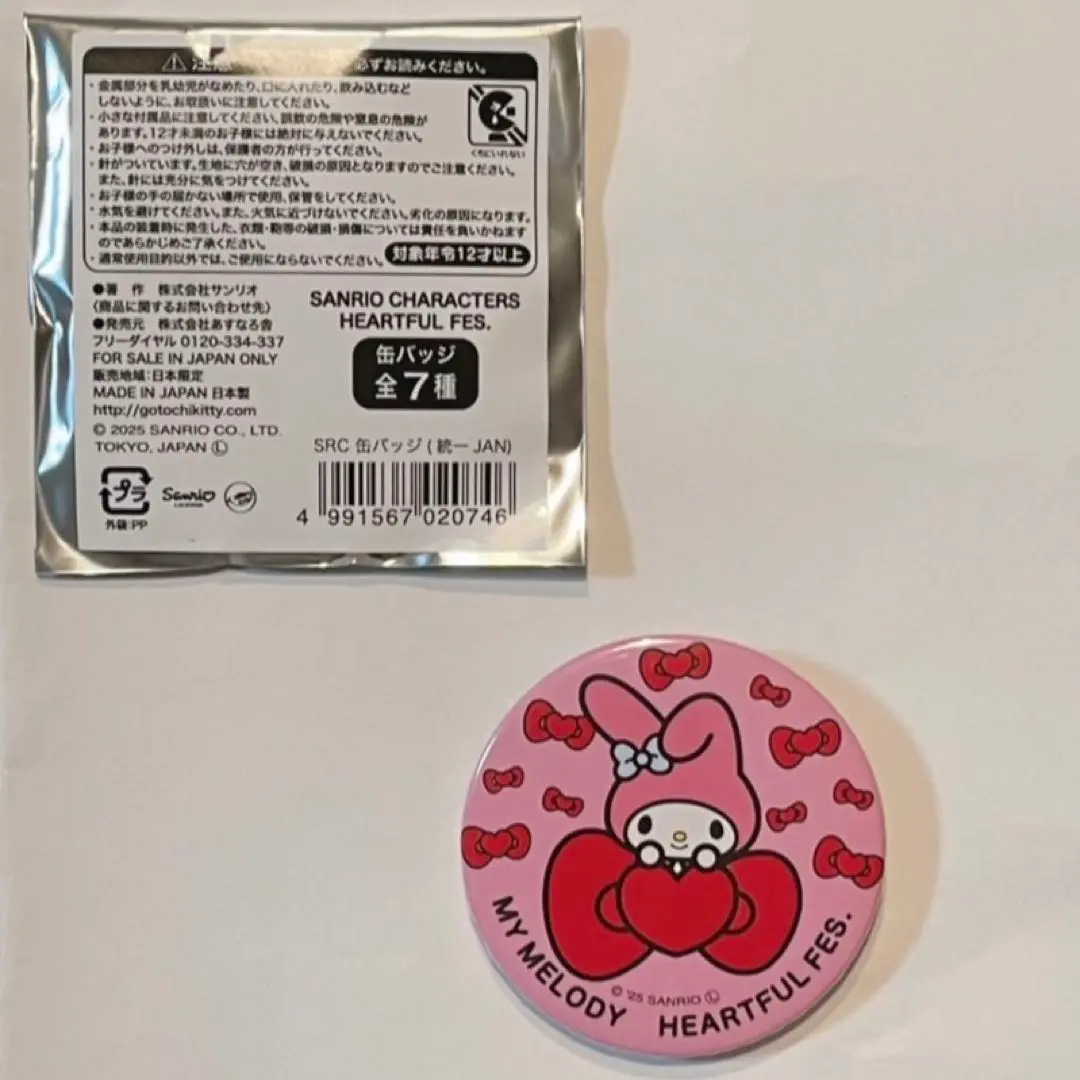 ⚠ 注意 必ずお読みください。
・金属部分を乳幼児がなめたり、口に入れたり、飲み込むなど
しないように、お取扱いに注意してください。
・小さな付属品に注意してください、誤飲の危険や窒息の危険が
あります。12才未満のお子様には絶対に与えないでください。
・お子様へのつけ外しは、保護者の方が行ってください。
・針がついています。生地に穴が空き、破損の原因となりますのでご注意ください。
また、針には充分に気をつけてください。
・お子様の手の届かない場所で使用、保管をしてください。
・水気を避けてください。また、火気に近づけないでください。劣化の原因になります。
・本品の装着時に発生した、衣類・鞄等の破損・損傷については責任を負いかねます
のであらかじめご了承ください。
・通常使用目的以外では、ご使用にならないでください。
対象年令12才以上
くちにいれない
●著 作 株式会社サンリオ
〈商品に関するお問い合わせ先〉
●発売元 株式会社あすなろ舎
フリーダイヤル 0120-334-337
FOR SALE IN JAPAN ONLY
販売地域:日本限定
MADE IN JAPAN 日本製
http://gotochikitty.com
© 2025 SANRIO CO., LTD.
TOKYO, JAPAN Ⓛ
プラ
外袋:PP
Sanrio
LICENSE
SANRIO CHARACTERS
HEARTFUL FES.
缶バッジ
全7種
SRC 缶バッジ (統一 JAN)
4 991567 020746
© '25 SANRIO Ⓛ
MY MELODY HEARTFUL FES.